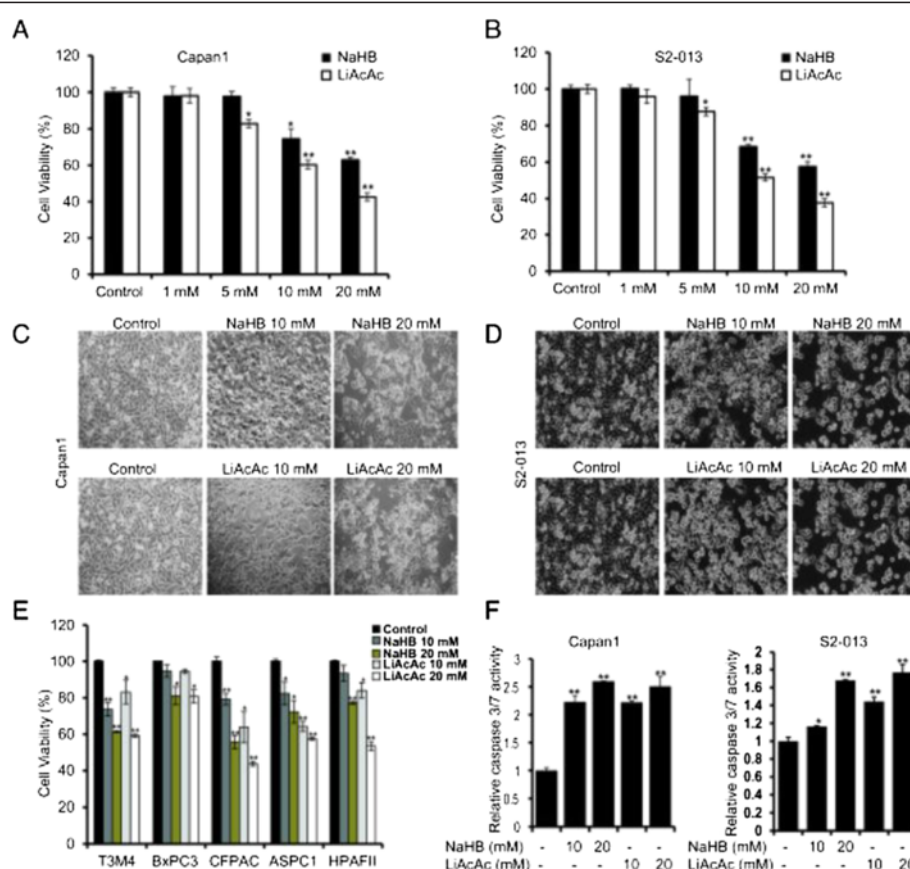 A
Capan1
NaHB
LiAcAc
Cell Viability (%)
120
100
80
60
40
20
0
* * ** ** **
Control 1 mM 5 mM 10 mM 20 mM
B
S2-013
NaHB
LiAcAc
Cell Viability (%)
120
100
80
60
40
20
0
* ** ** ** **
Control 1 mM 5 mM 10 mM 20 mM
C
Capan1
Control NaHB 10 mM NaHB 20 mM
Control LiAcAc 10 mM LiAcAc 20 mM
D
S2-013
Control NaHB 10 mM NaHB 20 mM
Control LiAcAc 10 mM LiAcAc 20 mM
E
Control
NaHB 10 mM
NaHB 20 mM
LiAcAc 10 mM
LiAcAc 20 mM
Cell Viability (%)
120
100
80
60
40
20
0
T3M4 BxPC3 CFPAC ASPC1 HPAFII
F
Capan1
Relative caspase 3/7 activity
3
2.5
2
1.5
1
0.5
0
** ** ** **
NaHB (mM) - 10 20 - -
LiAcAc (mM) - - - 10 20
S2-013
Relative caspase 3/7 activity
2
1.8
1.6
1.4
1.2
1
0.8
0.6
0.4
0.2
0
* ** ** **
NaHB (mM) - 10 20 - -
LiAcAc (mM) - - - 10 20